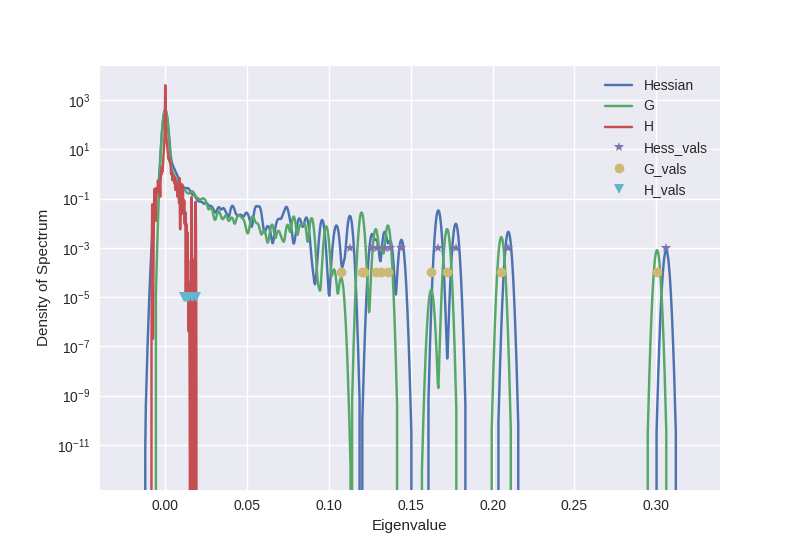 Hessian
G
H
Hess_vals
G_vals
H_vals
10³
10¹
10⁻¹
10⁻³
10⁻⁵
10⁻⁷
10⁻⁹
10⁻¹¹
Density of Spectrum
0.00 0.05 0.10 0.15 0.20 0.25 0.30
Eigenvalue